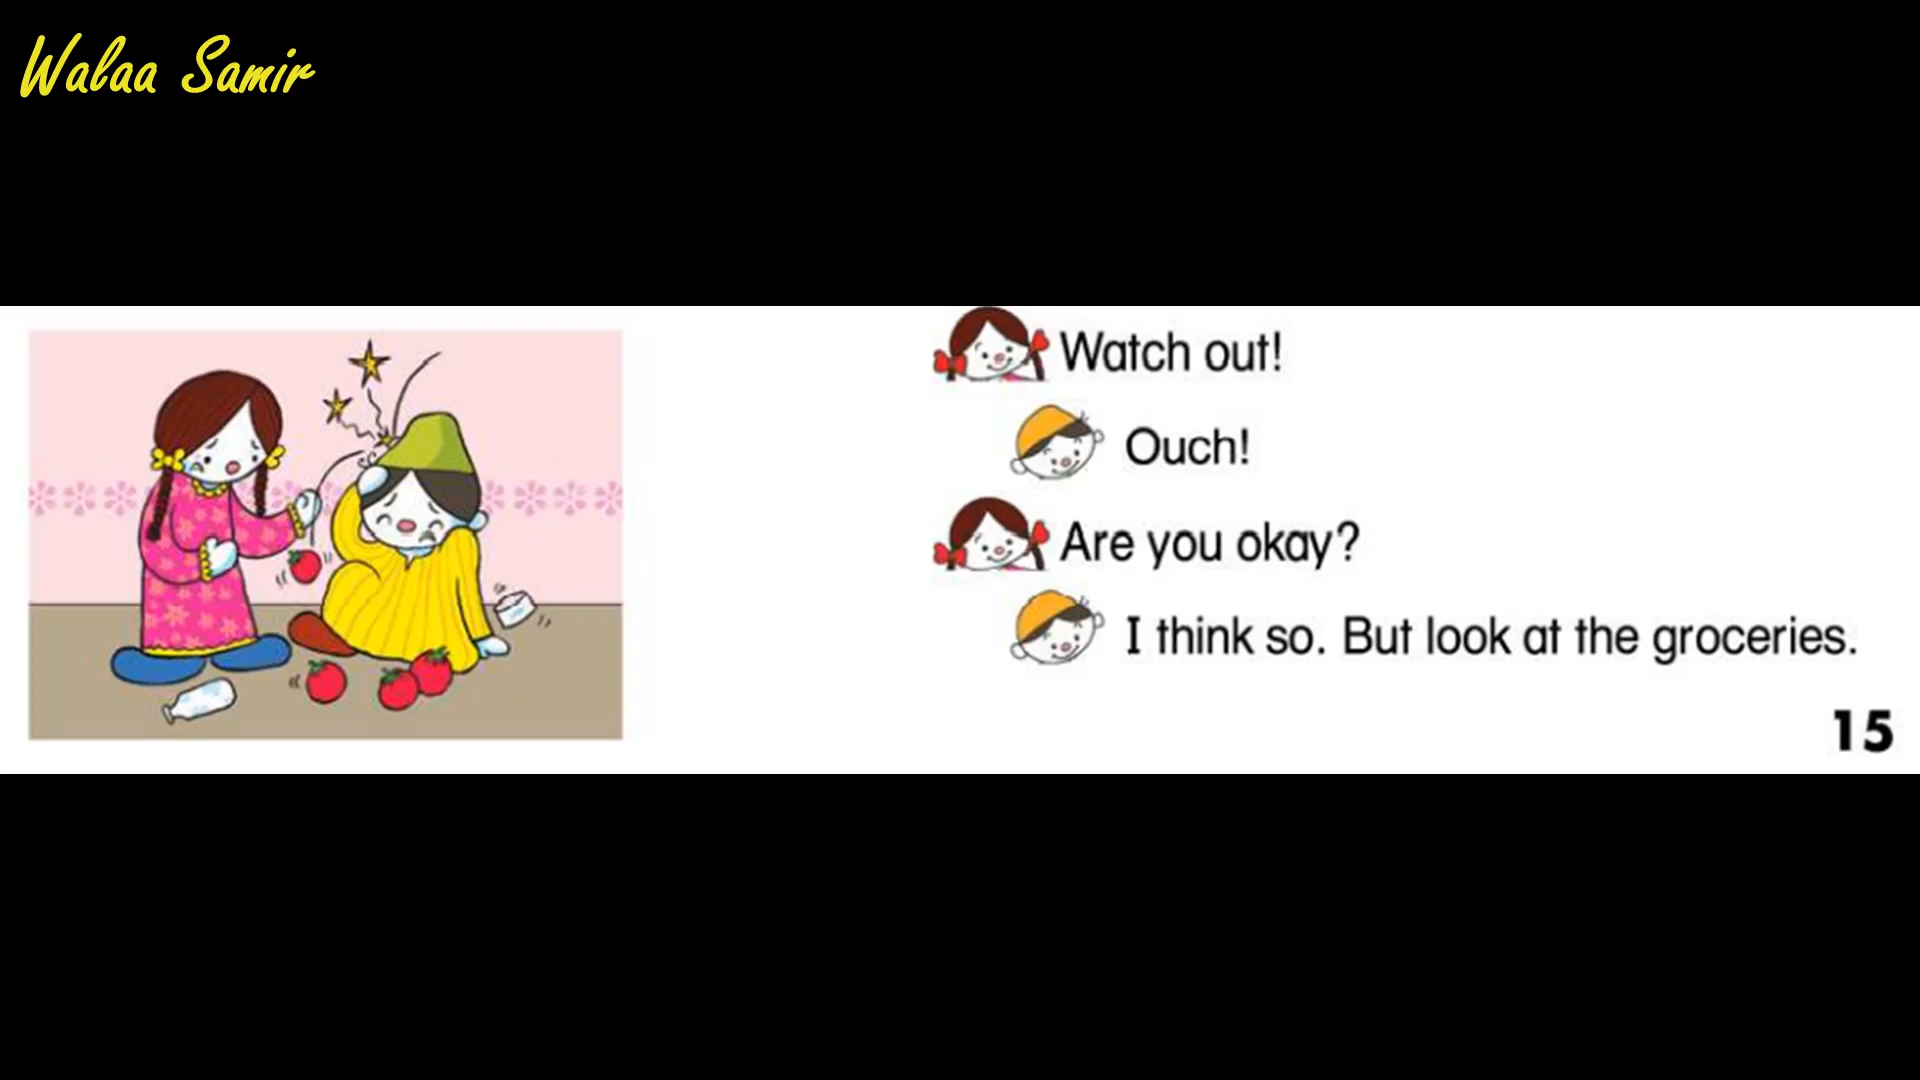 Walaa Samir
Watch out!
Ouch!
Are you okay?
I think so. But look at the groceries.
15